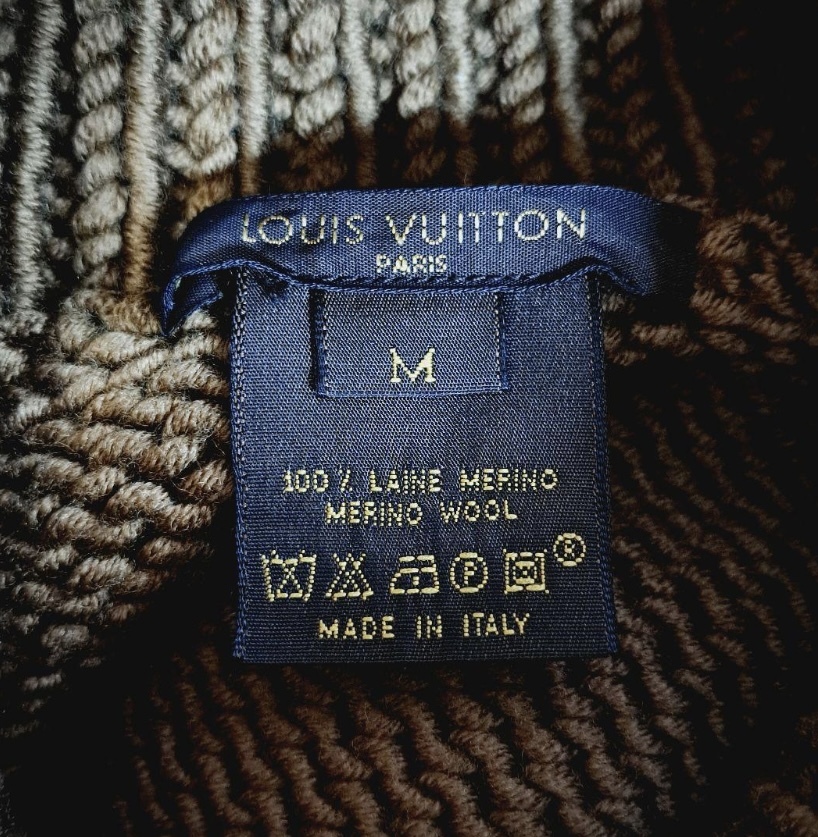 LOUIS VUITTON
PARIS
M
100 % LAINE MERINO
MERINO WOOL
P ®
MADE IN ITALY